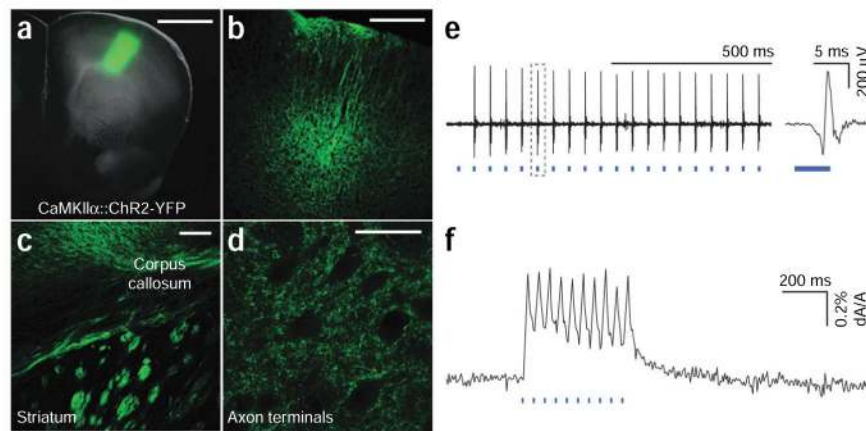 a
CaMKIIα::ChR2-YFP
b
c
Corpus
callosum
Striatum
d
Axon terminals
e
500 ms
5 ms
200 μV
f
200 ms
0.2%
dA/A